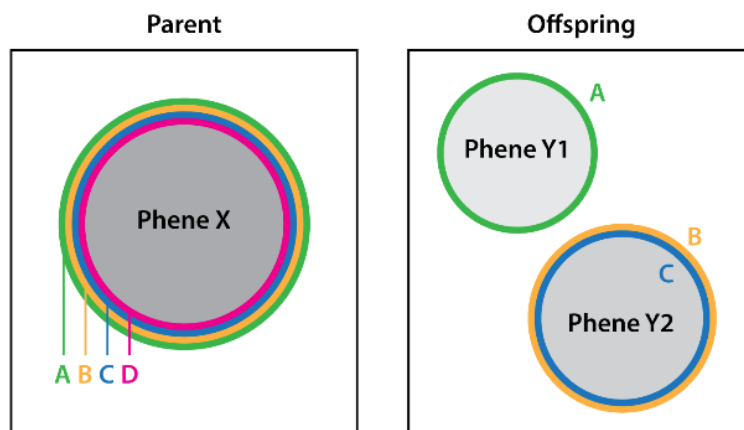 Parent
Phene X
A B C D
Offspring
A
Phene Y1
B
C
Phene Y2